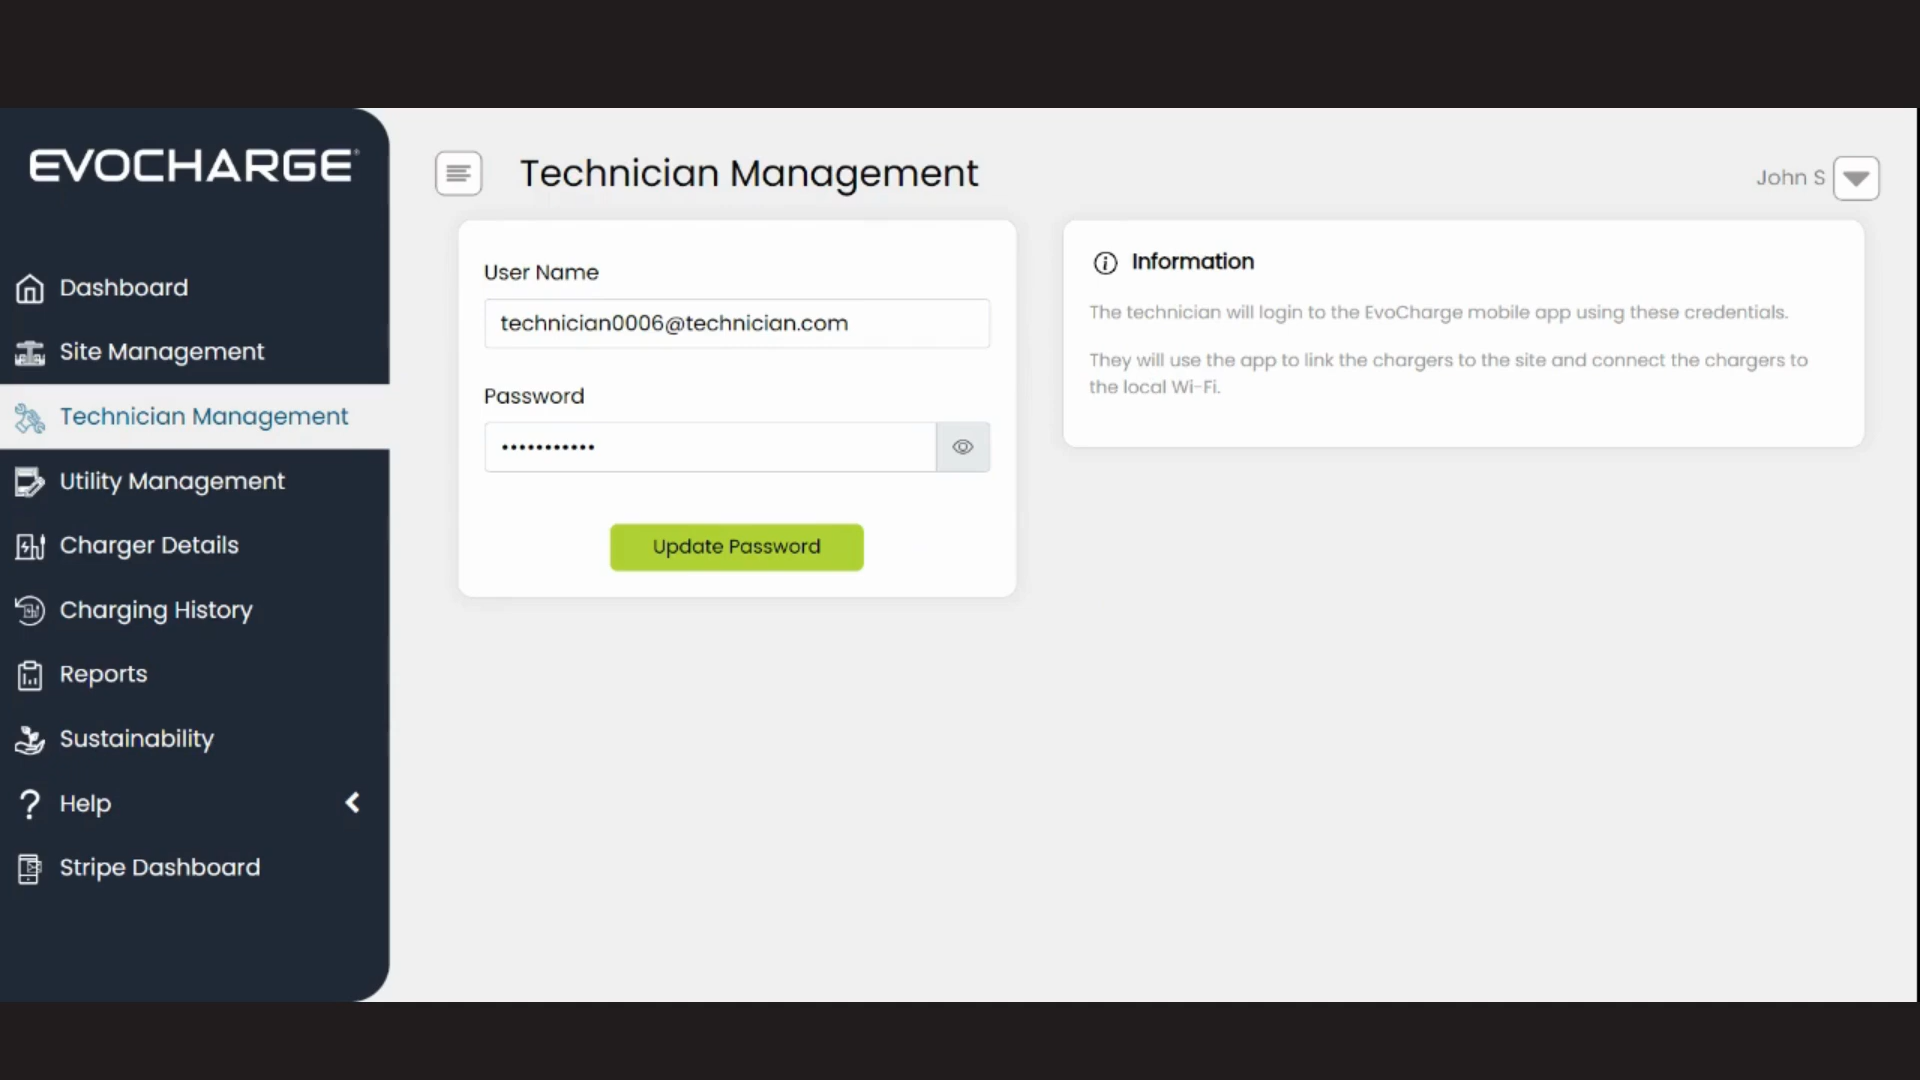 EVOCHARGE®
Dashboard
Site Management
Technician Management
Utility Management
Charger Details
Charging History
Reports
Sustainability
Help
Stripe Dashboard
Technician Management
John S
User Name
technician0006@technician.com
Password
•••••••••••
Update Password
Information
The technician will login to the EvoCharge mobile app using these credentials.
They will use the app to link the chargers to the site and connect the chargers to
the local Wi-Fi.